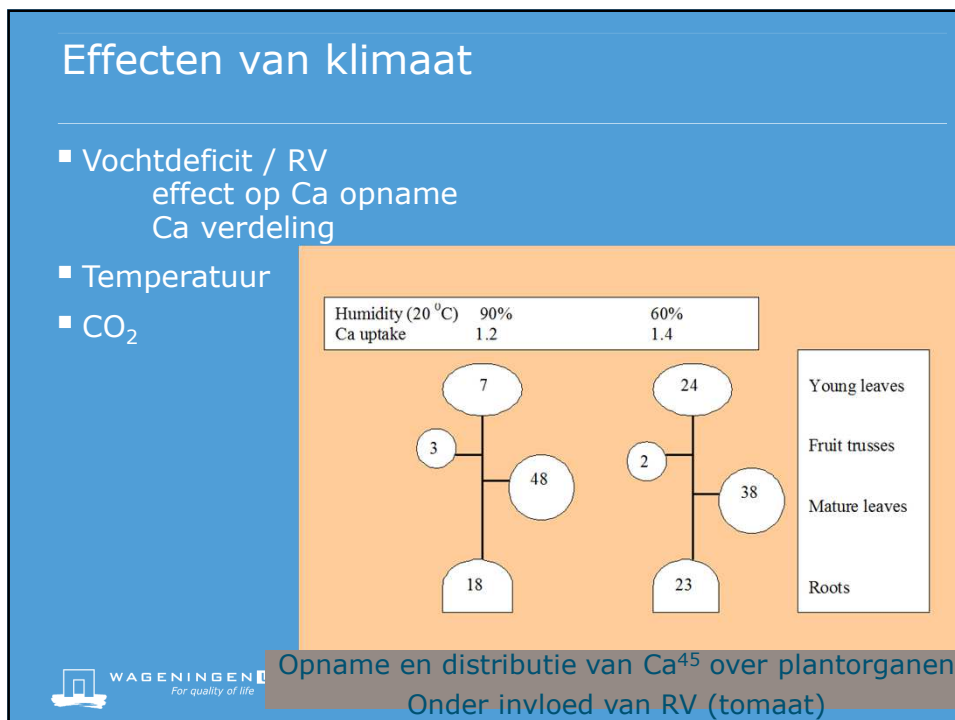 Effecten van klimaat
▪ Vochtdeficit / RV
effect op Ca opname
Ca verdeling
▪ Temperatuur
▪ CO₂
Humidity (20 ⁰C) 90% 60%
Ca uptake 1.2 1.4
7 24 Young leaves
3 2 Fruit trusses
48 38 Mature leaves
18 23 Roots
WAGENINGEN
For quality of life
Opname en distributie van Ca⁴⁵ over plantorganen
Onder invloed van RV (tomaat)